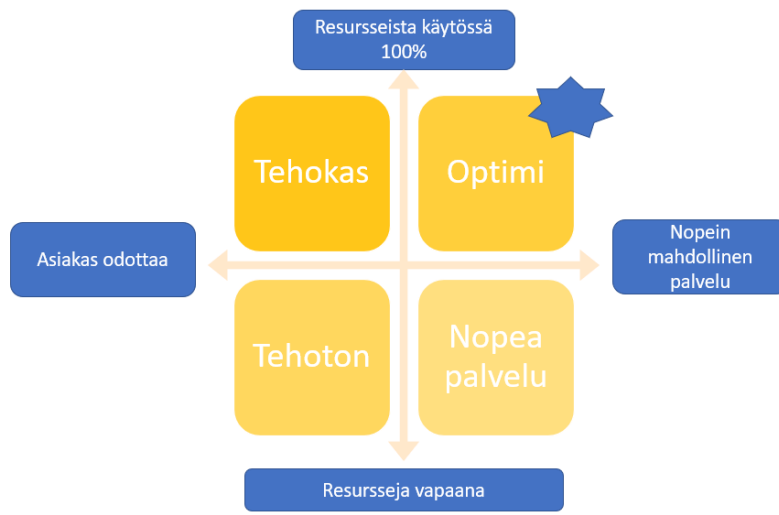 Resursseista käytössä
100%
Tehokas
Optimi
Asiakas odottaa
Nopein
mahdollinen
palvelu
Tehoton
Nopea
palvelu
Resursseja vapaana